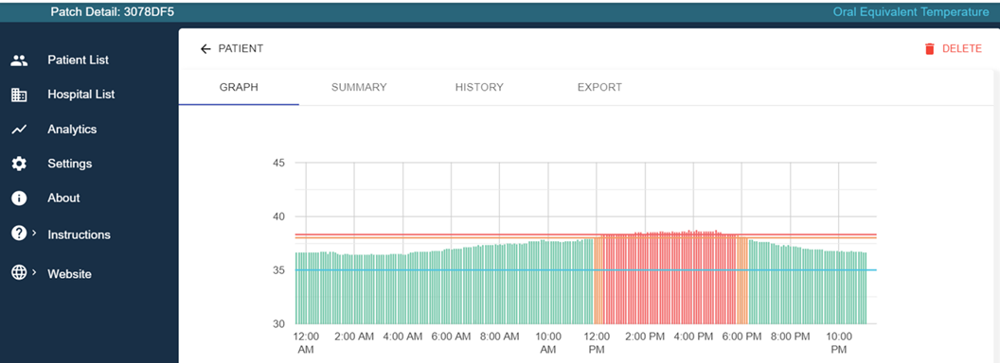 Patch Detail: 3078DF5
Oral Equivalent Temperature
Patient List
Hospital List
Analytics
Settings
About
Instructions
Website
PATIENT
DELETE
GRAPH SUMMARY HISTORY EXPORT
45
40
35
30
12:00 AM
2:00 AM
4:00 AM
6:00 AM
8:00 AM
10:00 AM
12:00 PM
2:00 PM
4:00 PM
6:00 PM
8:00 PM
10:00 PM